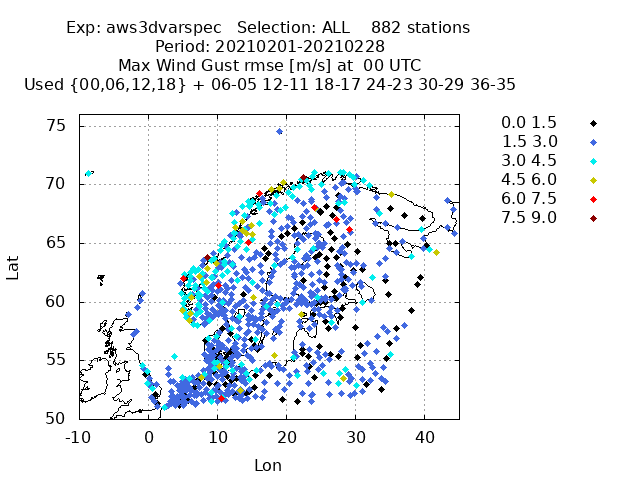 Exp: aws3dvarspec   Selection: ALL    882 stations
Period: 20210201-20210228
Max Wind Gust rmse [m/s] at  00 UTC
Used {00,06,12,18} + 06-05 12-11 18-17 24-23 30-29 36-35
75
70
65
60
55
50
-10 0 10 20 30 40
Lat
Lon
0.0 1.5
1.5 3.0
3.0 4.5
4.5 6.0
6.0 7.5
7.5 9.0